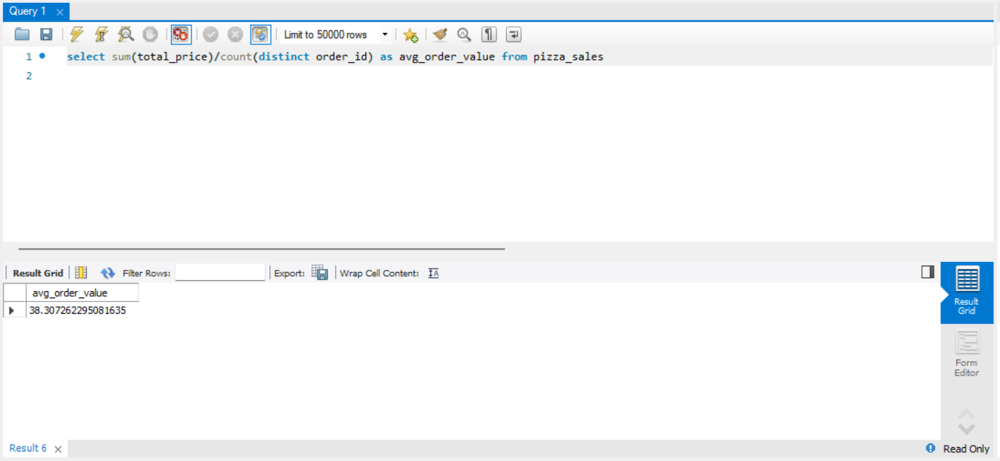 Query 1
Limit to 50000 rows
1 select sum(total_price)/count(distinct order_id) as avg_order_value from pizza_sales
2
Result Grid Filter Rows: Export: Wrap Cell Content:
avg_order_value
38.307262295081635
Result
Grid
Form
Editor
Result 6
Read Only